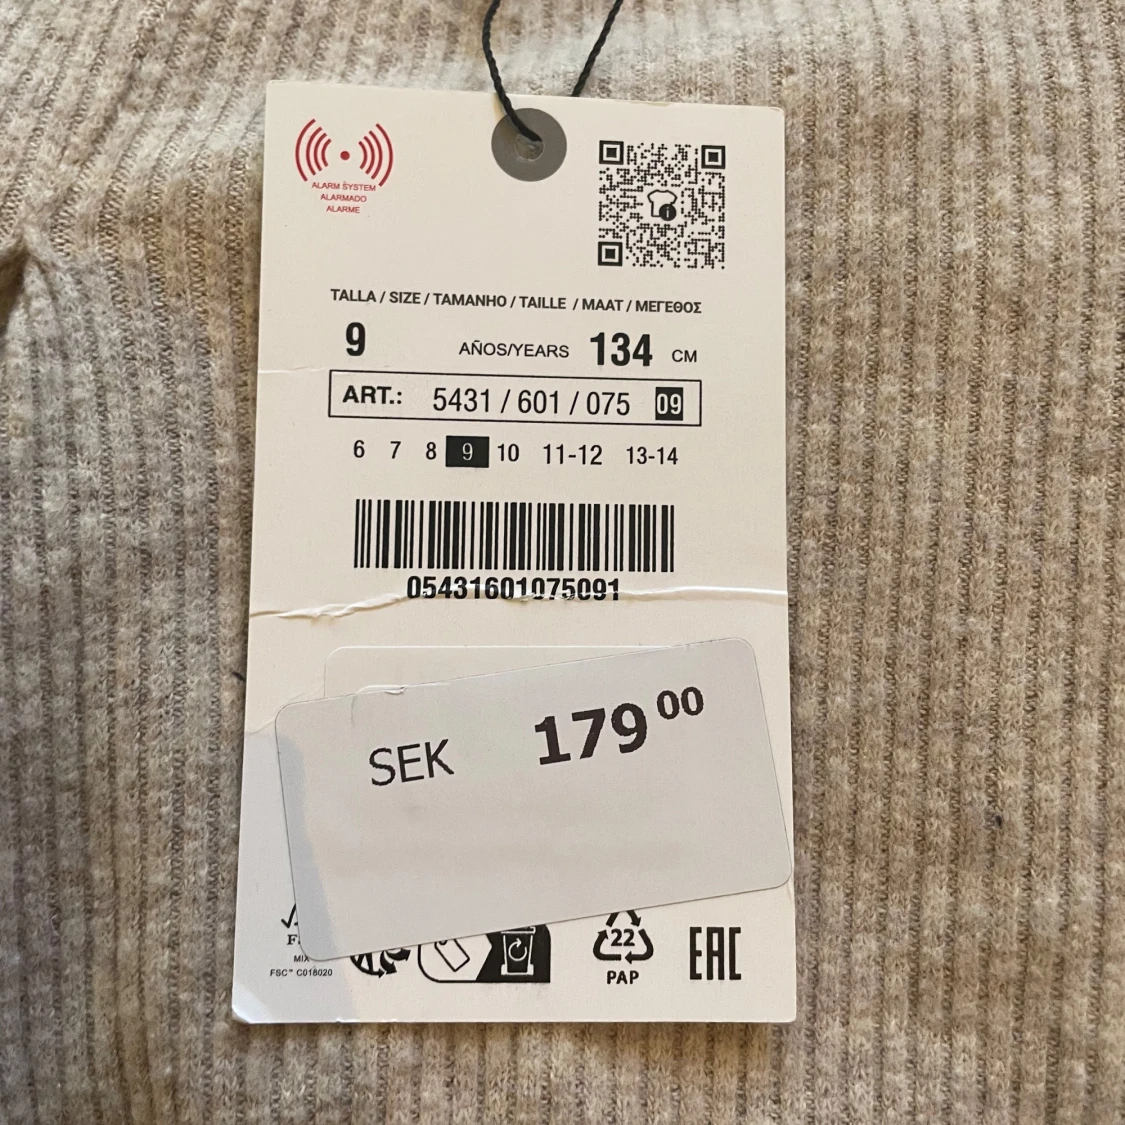 ALARM SYSTEM
ALARMADO
ALARME
TALLA / SIZE / TAMANHO / TAILLE / MAAT / ΜΕΓΕΘΟΣ
9 AÑOS/YEARS 134 CM
ART.: 5431 / 601 / 075 09
6 7 8 9 10 11-12 13-14
05431601075091
SEK 179 00
MIX
FSC™ C018020
22
PAP
EAC